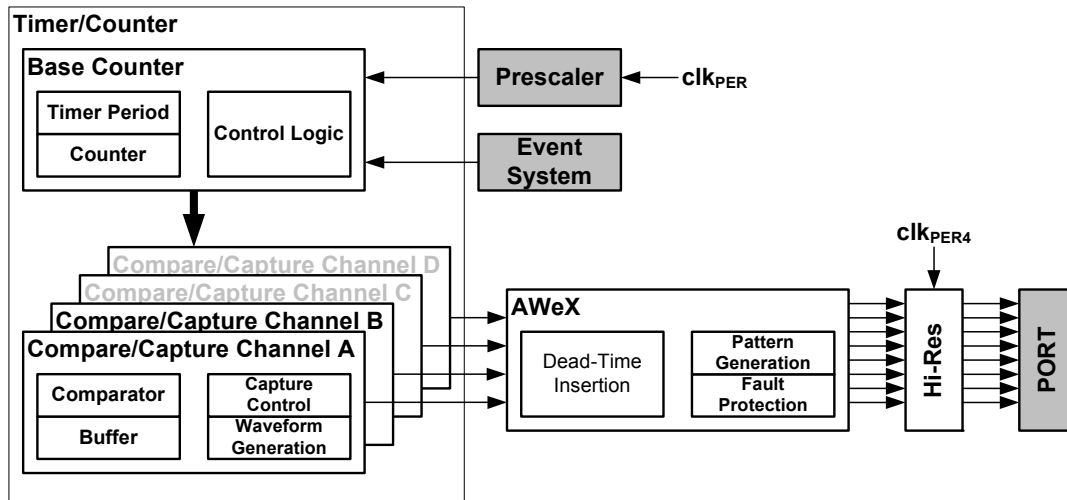 Timer/Counter
Base Counter
Timer Period
Counter
Control Logic
Prescaler
clkPER
Event
System
Compare/Capture Channel D
Compare/Capture Channel C
Compare/Capture Channel B
Compare/Capture Channel A
Comparator
Buffer
Capture
Control
Waveform
Generation
AWeX
Dead-Time
Insertion
Pattern
Generation
Fault
Protection
clkPER4
Hi-Res
PORT